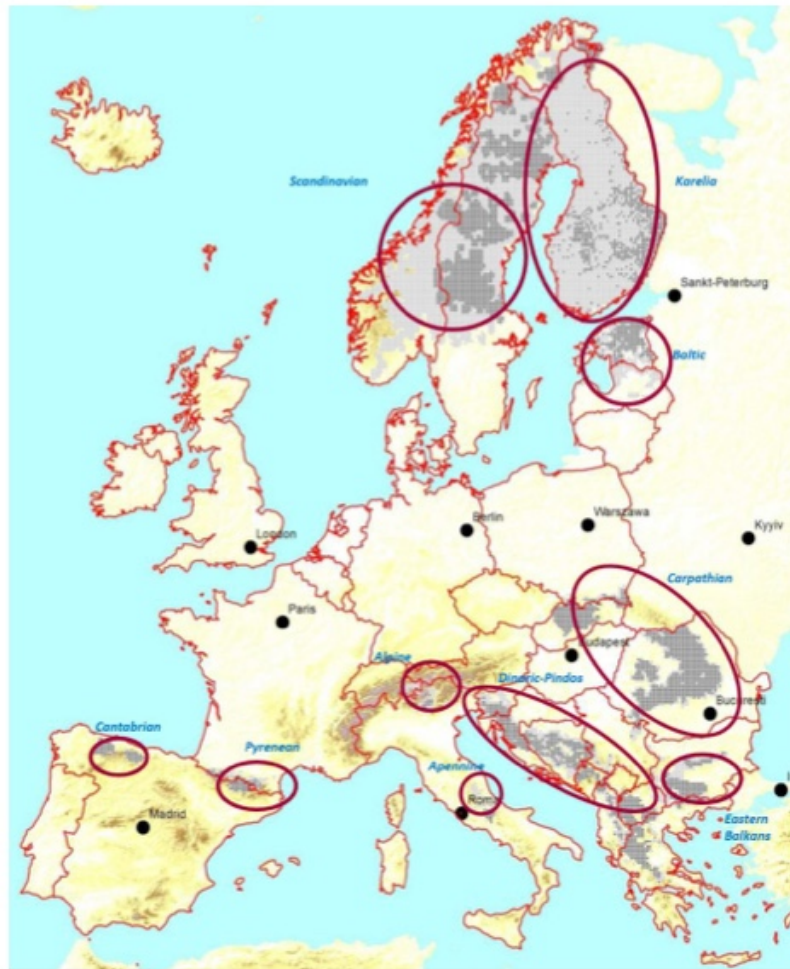 Scandinavian
Karelia
Sankt-Peterburg
Baltic
London
Berlin
Warszawa
Kyyiv
Carpathian
Paris
Budapest
Alpine
Dinaric-Pindos
Bucuresti
Cantabrian
Pyrenean
Apennine
Roma
Madrid
Eastern
Balkans